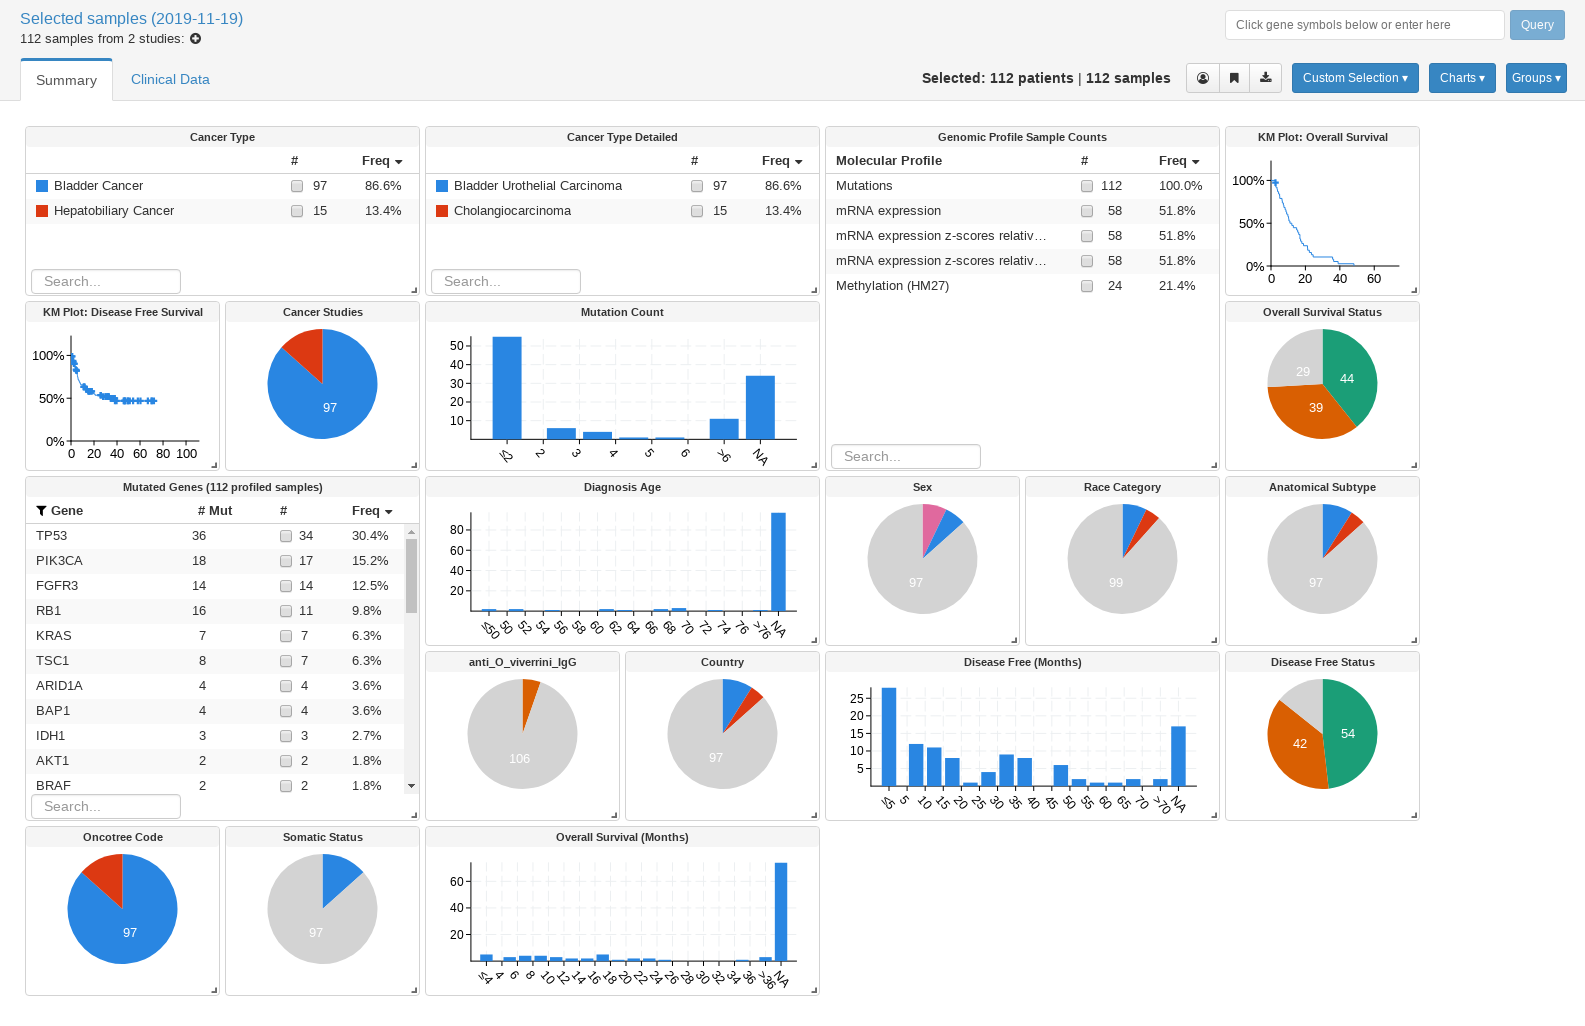 Selected samples (2019-11-19)
112 samples from 2 studies:
Click gene symbols below or enter here
Query
Summary
Clinical Data
Selected: 112 patients | 112 samples
Custom Selection ▾
Charts ▾
Groups ▾
Cancer Type
# Freq
Bladder Cancer 97 86.6%
Hepatobiliary Cancer 15 13.4%
Search...
Cancer Type Detailed
# Freq
Bladder Urothelial Carcinoma 97 86.6%
Cholangiocarcinoma 15 13.4%
Search...
Genomic Profile Sample Counts
Molecular Profile # Freq
Mutations 112 100.0%
mRNA expression 58 51.8%
mRNA expression z-scores relativ… 58 51.8%
mRNA expression z-scores relativ… 58 51.8%
Methylation (HM27) 24 21.4%
Search...
KM Plot: Overall Survival
100%
50%
0%
0 20 40 60
KM Plot: Disease Free Survival
100%
50%
0%
0 20 40 60 80 100
Cancer Studies
97
Mutation Count
50
40
30
20
10
≤2 2 3 4 5 6 >6 NA
Overall Survival Status
29
44
39
Mutated Genes (112 profiled samples)
Gene # Mut # Freq
TP53 36 34 30.4%
PIK3CA 18 17 15.2%
FGFR3 14 14 12.5%
RB1 16 11 9.8%
KRAS 7 7 6.3%
TSC1 8 7 6.3%
ARID1A 4 4 3.6%
BAP1 4 4 3.6%
IDH1 3 3 2.7%
AKT1 2 2 1.8%
BRAF 2 2 1.8%
Search...
Diagnosis Age
80
60
40
20
≤50 50 52 54 56 58 60 62 64 66 68 70 72 74 76 >76 NA
Sex
97
Race Category
99
Anatomical Subtype
97
anti_O_viverrini_IgG
106
Country
97
Disease Free (Months)
25
20
15
10
5
≤5 5 10 15 20 25 30 35 40 45 50 55 60 65 70 >70 NA
Disease Free Status
54
42
Oncotree Code
97
Somatic Status
97
Overall Survival (Months)
60
40
20
≤4 4 6 8 10 12 14 16 18 20 22 24 26 28 30 32 34 36 >36 NA